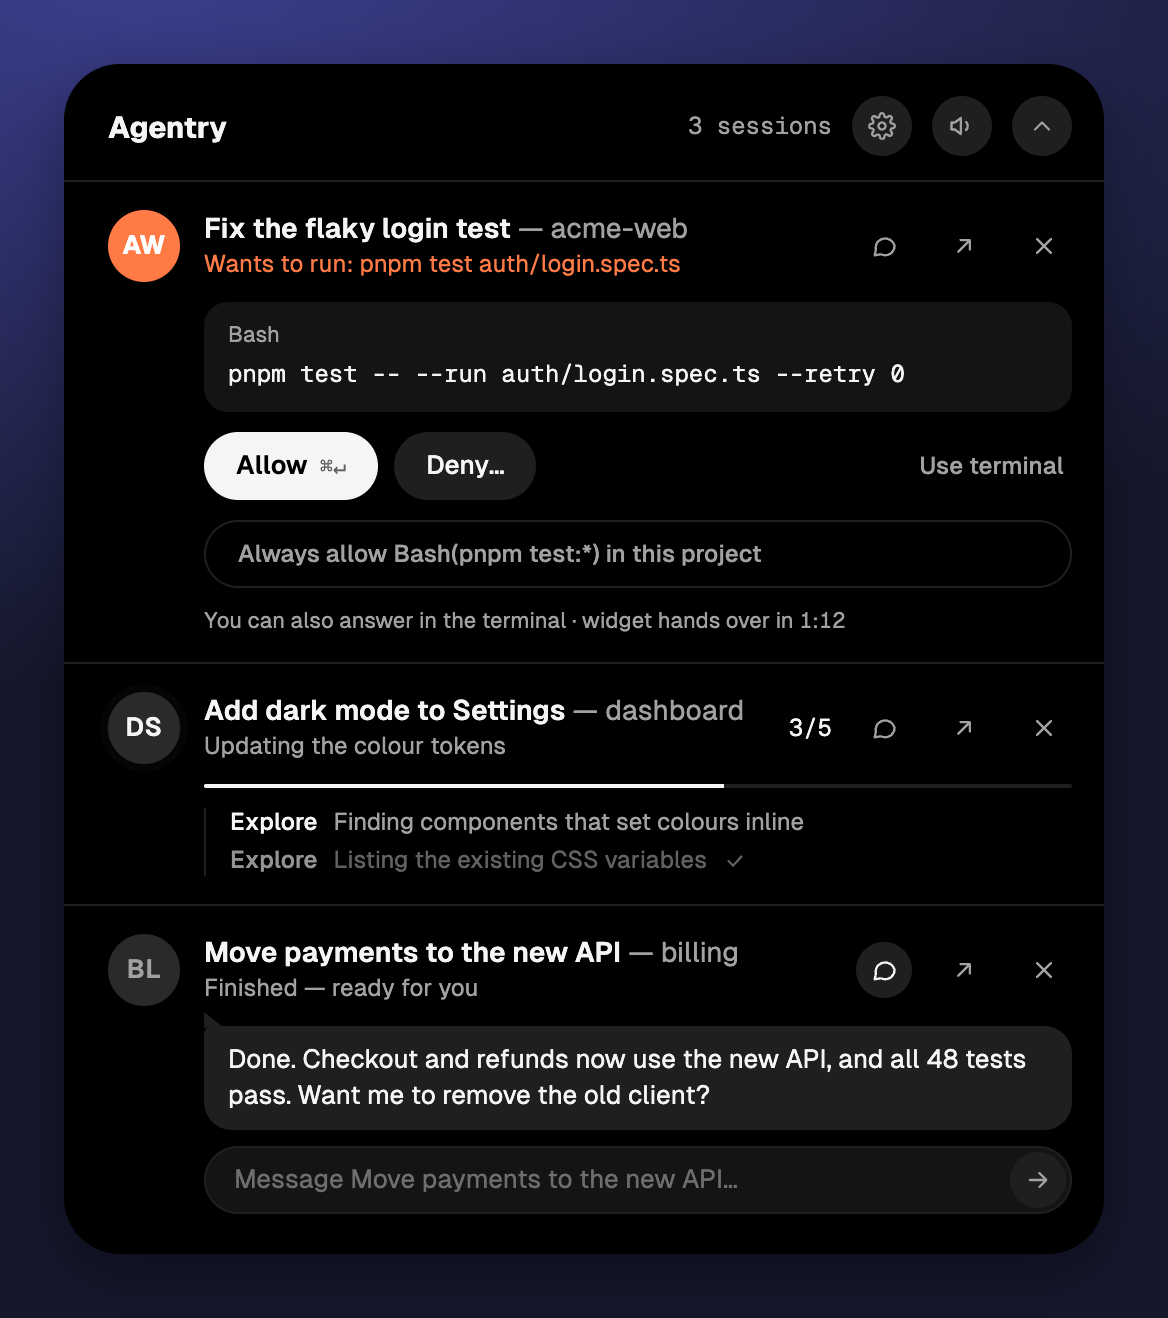 Agentry
3 sessions
AW
Fix the flaky login test — acme-web
Wants to run: pnpm test auth/login.spec.ts
Bash
pnpm test -- --run auth/login.spec.ts --retry 0
Allow ⌘↵
Deny…
Use terminal
Always allow Bash(pnpm test:*) in this project
You can also answer in the terminal · widget hands over in 1:12
DS
Add dark mode to Settings — dashboard
3/5
Updating the colour tokens
Explore Finding components that set colours inline
Explore Listing the existing CSS variables ✓
BL
Move payments to the new API — billing
Finished — ready for you
Done. Checkout and refunds now use the new API, and all 48 tests
pass. Want me to remove the old client?
Message Move payments to the new API…